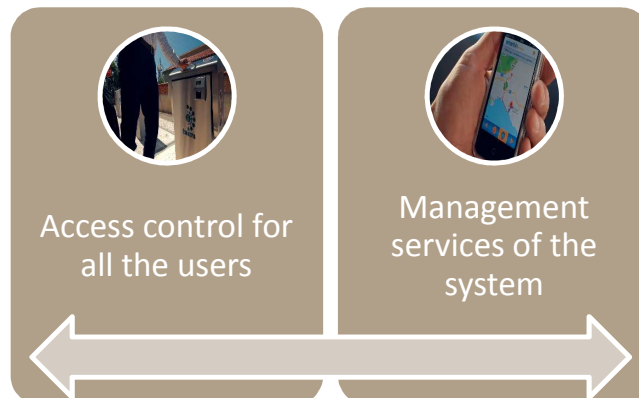 Access control for
all the users
Management
services of the
system